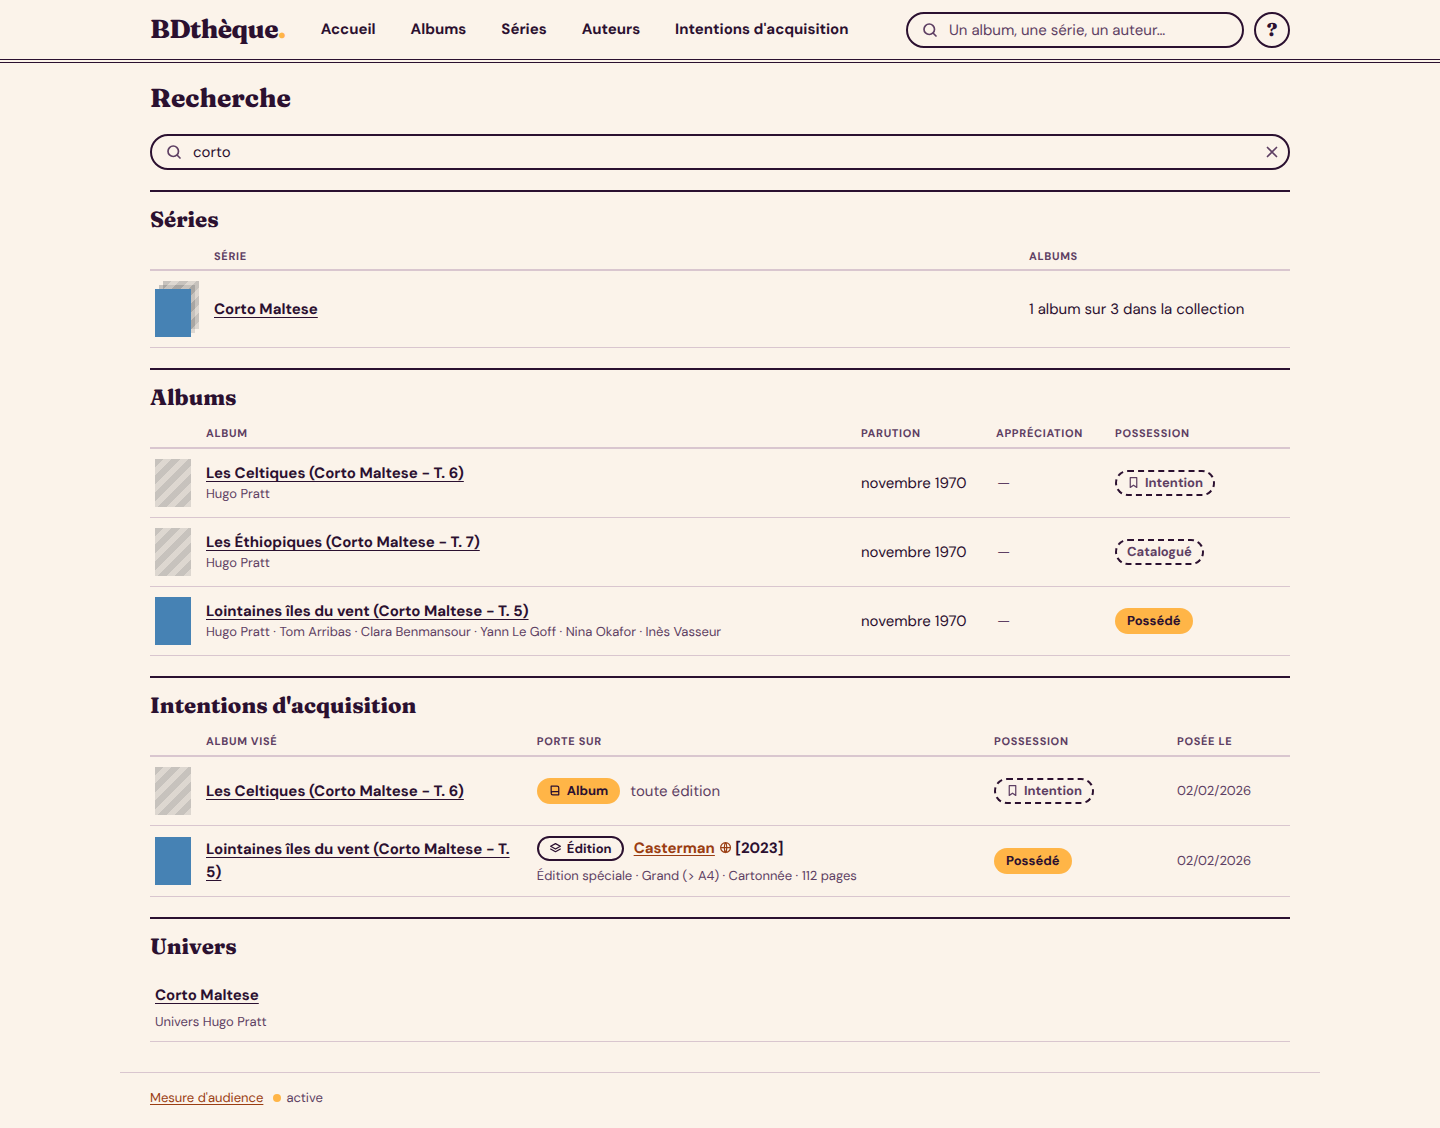 BDthèque. Accueil Albums Séries Auteurs Intentions d'acquisition Un album, une série, un auteur… ?
Recherche
corto
Séries
SÉRIE ALBUMS
Corto Maltese 1 album sur 3 dans la collection
Albums
ALBUM PARUTION APPRÉCIATION POSSESSION
Les Celtiques (Corto Maltese – T. 6)
Hugo Pratt
novembre 1970 — Intention
Les Éthiopiques (Corto Maltese – T. 7)
Hugo Pratt
novembre 1970 — Catalogué
Lointaines îles du vent (Corto Maltese – T. 5)
Hugo Pratt · Tom Arribas · Clara Benmansour · Yann Le Goff · Nina Okafor · Inès Vasseur
novembre 1970 — Possédé
Intentions d'acquisition
ALBUM VISÉ PORTE SUR POSSESSION POSÉE LE
Les Celtiques (Corto Maltese – T. 6) Album toute édition Intention 02/02/2026
Lointaines îles du vent (Corto Maltese – T.
5)
Édition Casterman [2023]
Édition spéciale · Grand (> A4) · Cartonnée · 112 pages
Possédé 02/02/2026
Univers
Corto Maltese
Univers Hugo Pratt
Mesure d'audience active